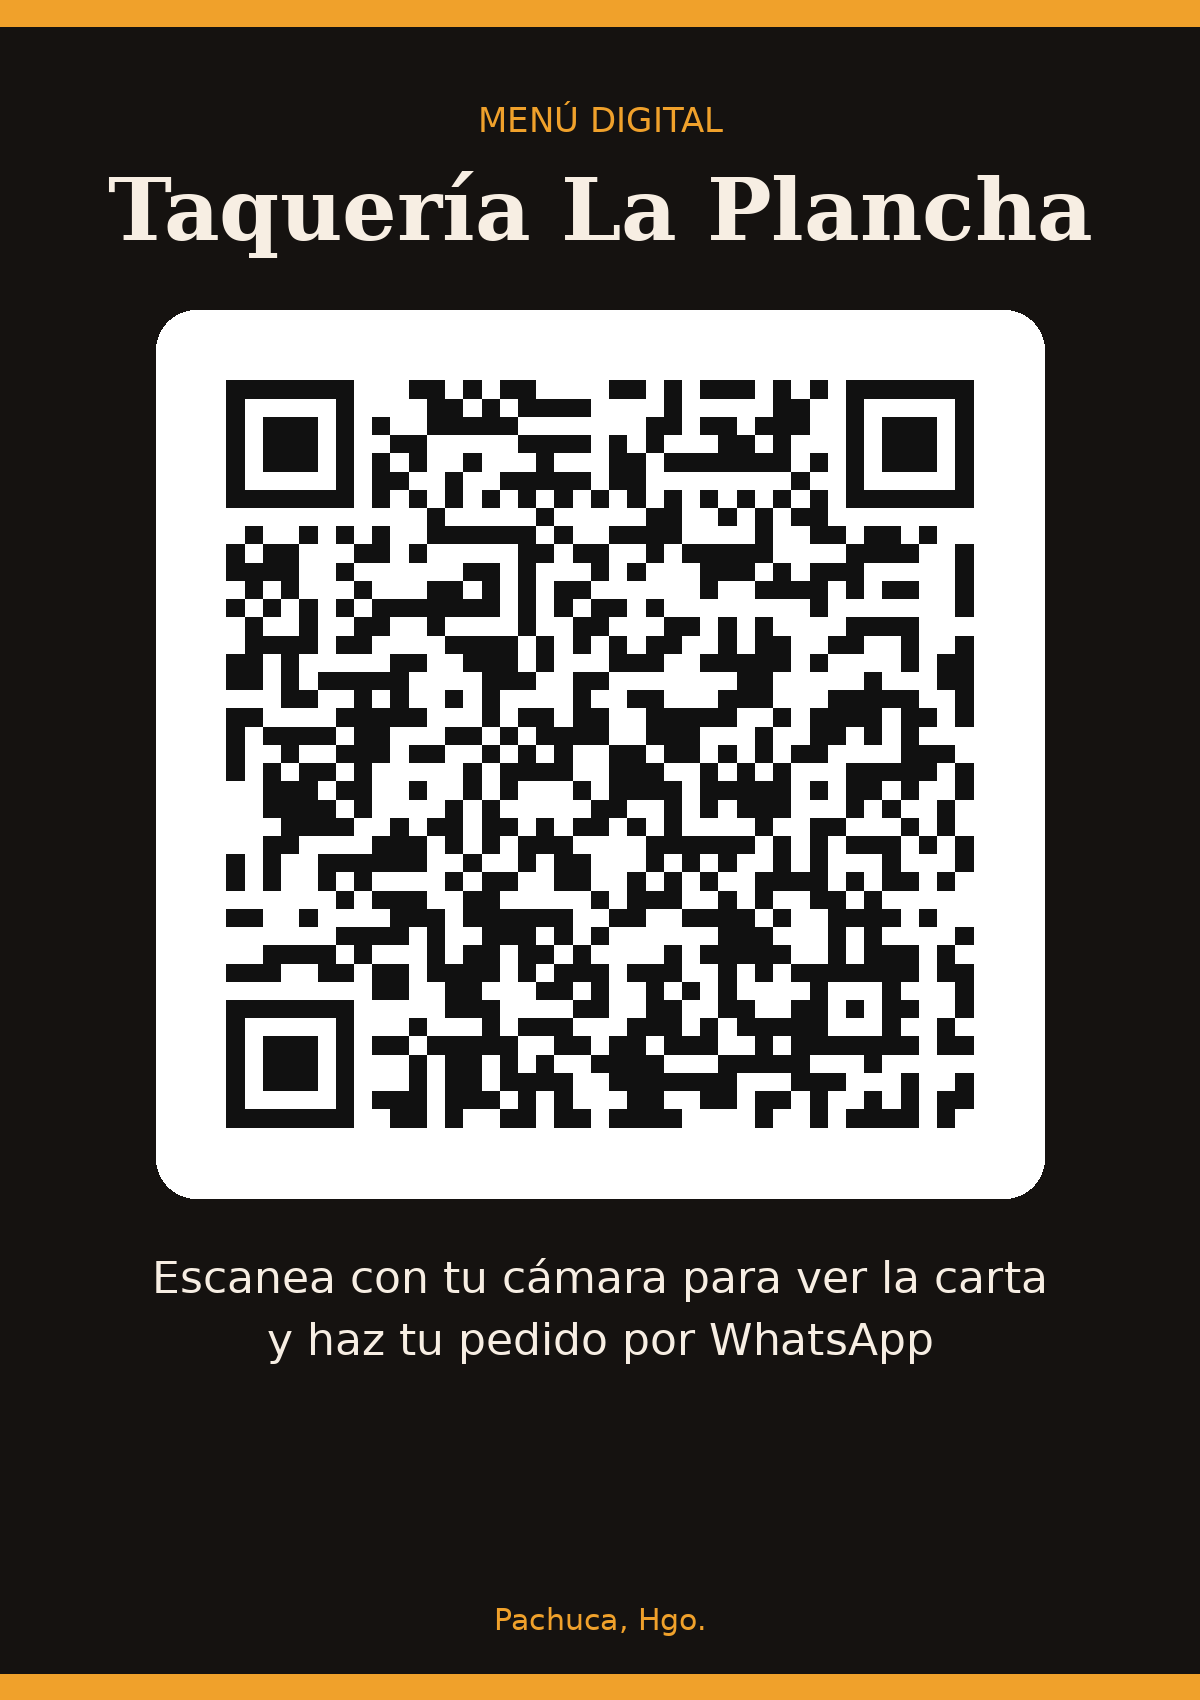 MENÚ DIGITAL
Taquería La Plancha
Escanea con tu cámara para ver la carta
y haz tu pedido por WhatsApp
Pachuca, Hgo.